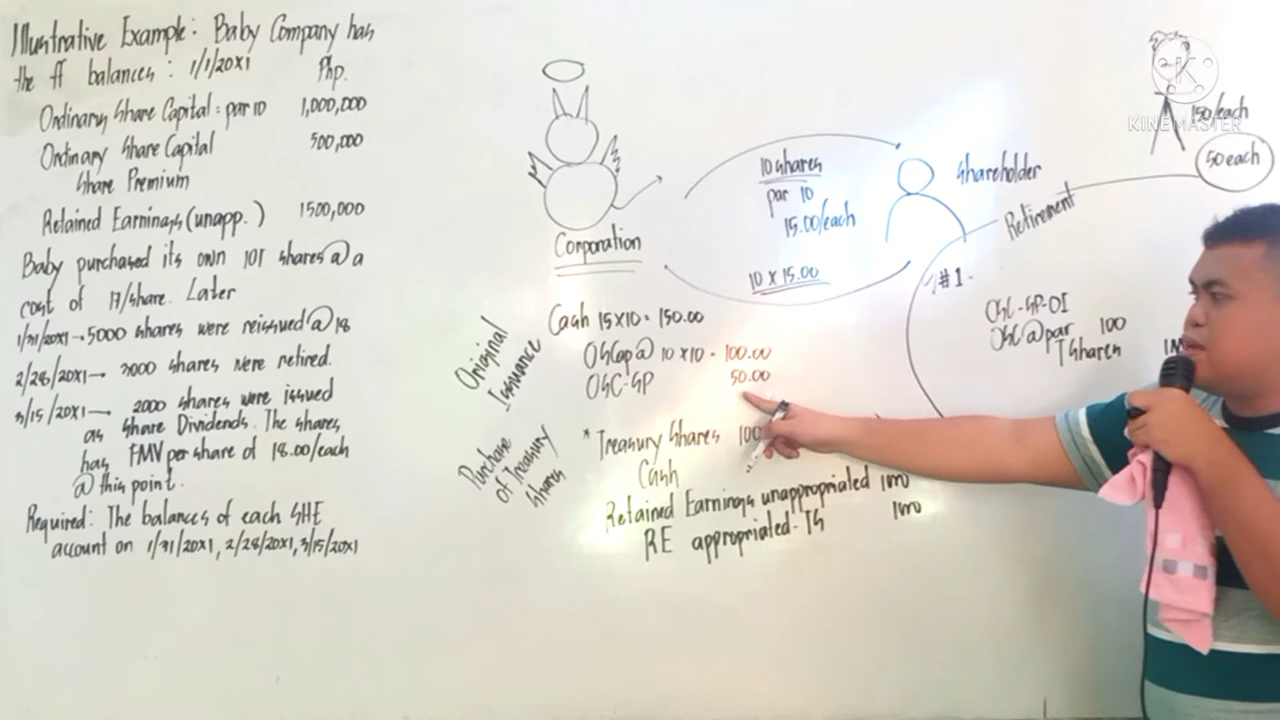 Illustrative Example: Baby Company has
the ff balances: 1/1/20X1 Php.
Ordinary Share Capital: par 10 1,000,000
Ordinary Share Capital 500,000
Share Premium
Retained Earnings (unapp.) 1500,000
Baby purchased its own 10T shares @ a
cost of 17/share. Later
1/31/20X1 → 5000 shares were reissued @ 18
2/28/20X1 → 3000 shares were retired.
3/15/20X1 → 2000 shares were issued
as Share Dividends. The shares
has FMV per share of 18.00/each
@ this point.
Required: The balances of each SHE
account on 1/31/20X1, 2/28/20X1, 3/15/20X1
Corporation
10 shares
par 10
15.00/each
10 X 15.00
Shareholder
150/each
50 each
KINEMASTER
K
Retirement
#1.
OSC-SP-OI
OSC@par 100
TShares
Original
Issuance
Cash 15X10 = 150.00
OSCap@ 10 X 10 = 100.00
OSC-SP 50.00
Purchase
of Treasury
Shares
* Treasury Shares 100
Cash
Retained Earnings unappropriated
RE appropriated-TS